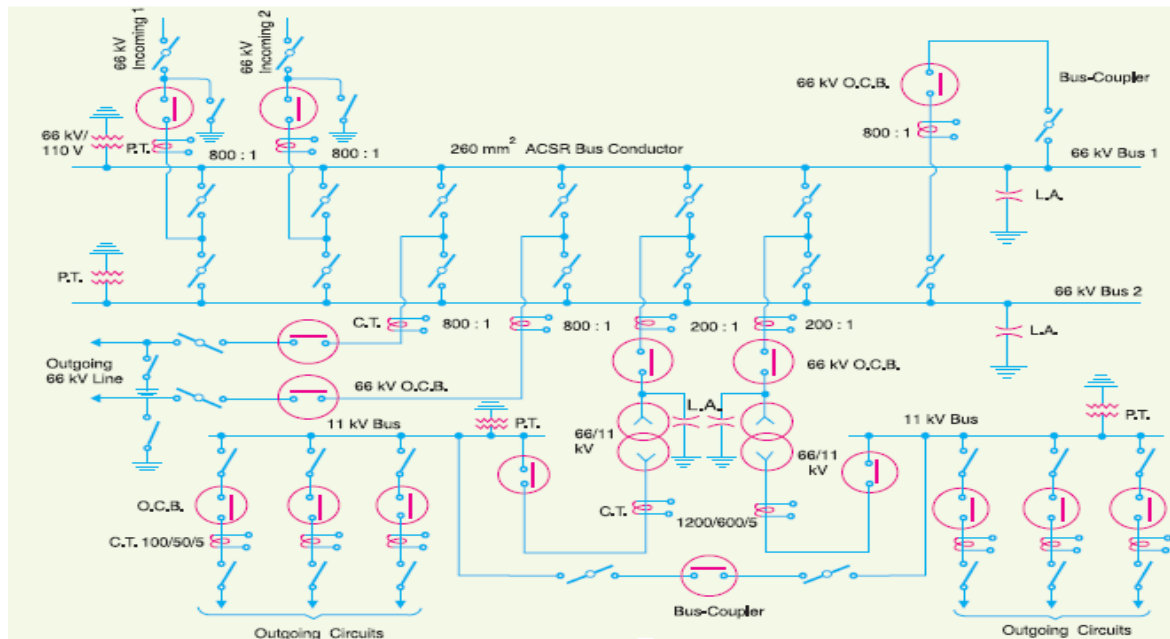 66 kV
Incoming 1
66 kV
Incoming 2
66 kV O.C.B.
Bus-Coupler
66 kV/
110 V
P.T.
800 : 1
800 : 1
260 mm² ACSR Bus Conductor
800 : 1
66 kV Bus 1
L.A.
P.T.
66 kV Bus 2
C.T.
800 : 1
800 : 1
200 : 1
200 : 1
L.A.
Outgoing
66 kV Line
66 kV O.C.B.
66 kV O.C.B.
L.A.
11 kV Bus
P.T.
66/11
kV
66/11
kV
11 kV Bus
P.T.
O.C.B.
C.T. 100/50/5
C.T.
1200/600/5
Bus-Coupler
Outgoing Circuits
Outgoing Circuits